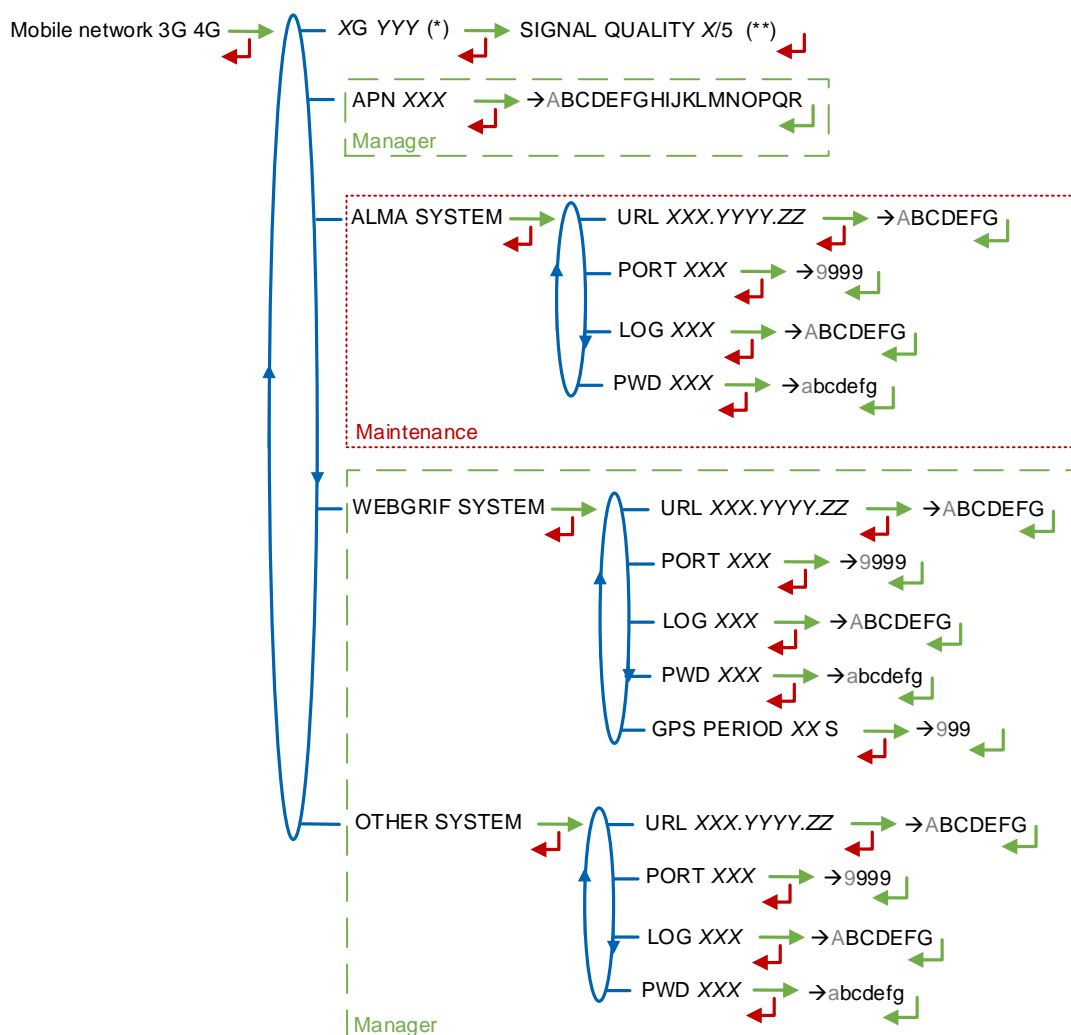 Mobile network 3G 4G XG YYY (*) SIGNAL QUALITY X/5 (**)
APN XXX →ABCDEFGHIJKLMNOPQR
Manager
ALMA SYSTEM URL XXX.YYYY.ZZ →ABCDEFG
PORT XXX →9999
LOG XXX →ABCDEFG
PWD XXX →abcdefg
Maintenance
WEBGRIF SYSTEM URL XXX.YYYY.ZZ →ABCDEFG
PORT XXX →9999
LOG XXX →ABCDEFG
PWD XXX →abcdefg
GPS PERIOD XX S →999
OTHER SYSTEM URL XXX.YYYY.ZZ →ABCDEFG
PORT XXX →9999
LOG XXX →ABCDEFG
PWD XXX →abcdefg
Manager